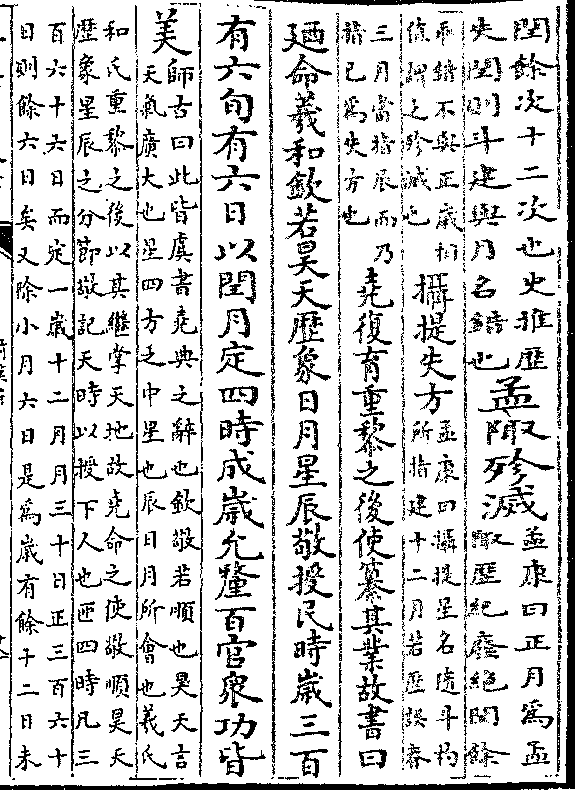 閏餘次十二次也史推歷
失閏則斗建與月名錯也
孟陬殄滅
孟康曰正月為孟
陬歷紀廢絕閏餘
乖錯不與正歲相
值謂之殄滅也
攝提失方
孟康曰攝提星名隨斗杓
所指建十二月若歷誤春
三月當指辰而乃
指巳為失方也
堯復育重黎之後使纂其業故書曰
廼命羲和欽若昊天歷象日月星辰敬授民時歲三百
有六旬有六日以閏月定四時成歲允釐百官衆功皆
美
師古曰此皆虞書堯典之辭也欽敬若順也昊天言
天氣廣大也星四方之中星也辰日月所會也羲氏
和氏重黎之後以其繼掌天地故堯命之使敬順昊天
歷象星辰之分節敬記天時以授下人也匝四時凡三
百六十六日而定一歲十二月月三十日正三百六十
日則餘六日矣又除小月六日是為歲有餘十二日未